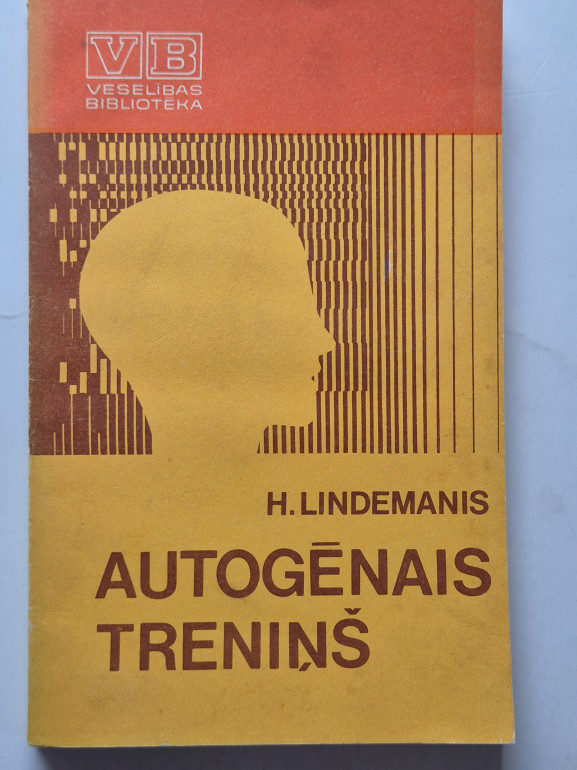 VB
VESELĪBAS
BIBLIOTĒKA
H. LINDEMANIS
AUTOGĒNAIS
TRENIŅŠ